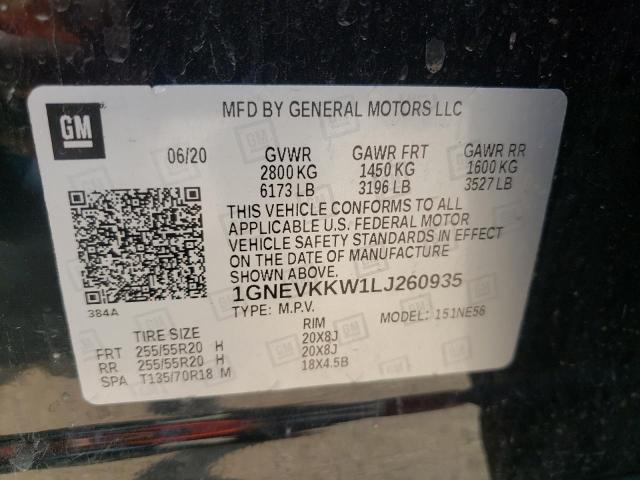 GM
MFD BY GENERAL MOTORS LLC
06/20 GVWR GAWR FRT GAWR RR
2800 KG 1450 KG 1600 KG
6173 LB 3196 LB 3527 LB
THIS VEHICLE CONFORMS TO ALL
APPLICABLE U.S. FEDERAL MOTOR
VEHICLE SAFETY STANDARDS IN EFFECT
ON THE DATE OF MANUFACTURE
SHOWN ABOVE.
384A
1GNEVKKW1LJ260935
TYPE: M.P.V. MODEL: 151NE56
TIRE SIZE RIM
FRT 255/55R20 H 20X8J
RR 255/55R20 H 20X8J
SPA T135/70R18 M 18X4.5B